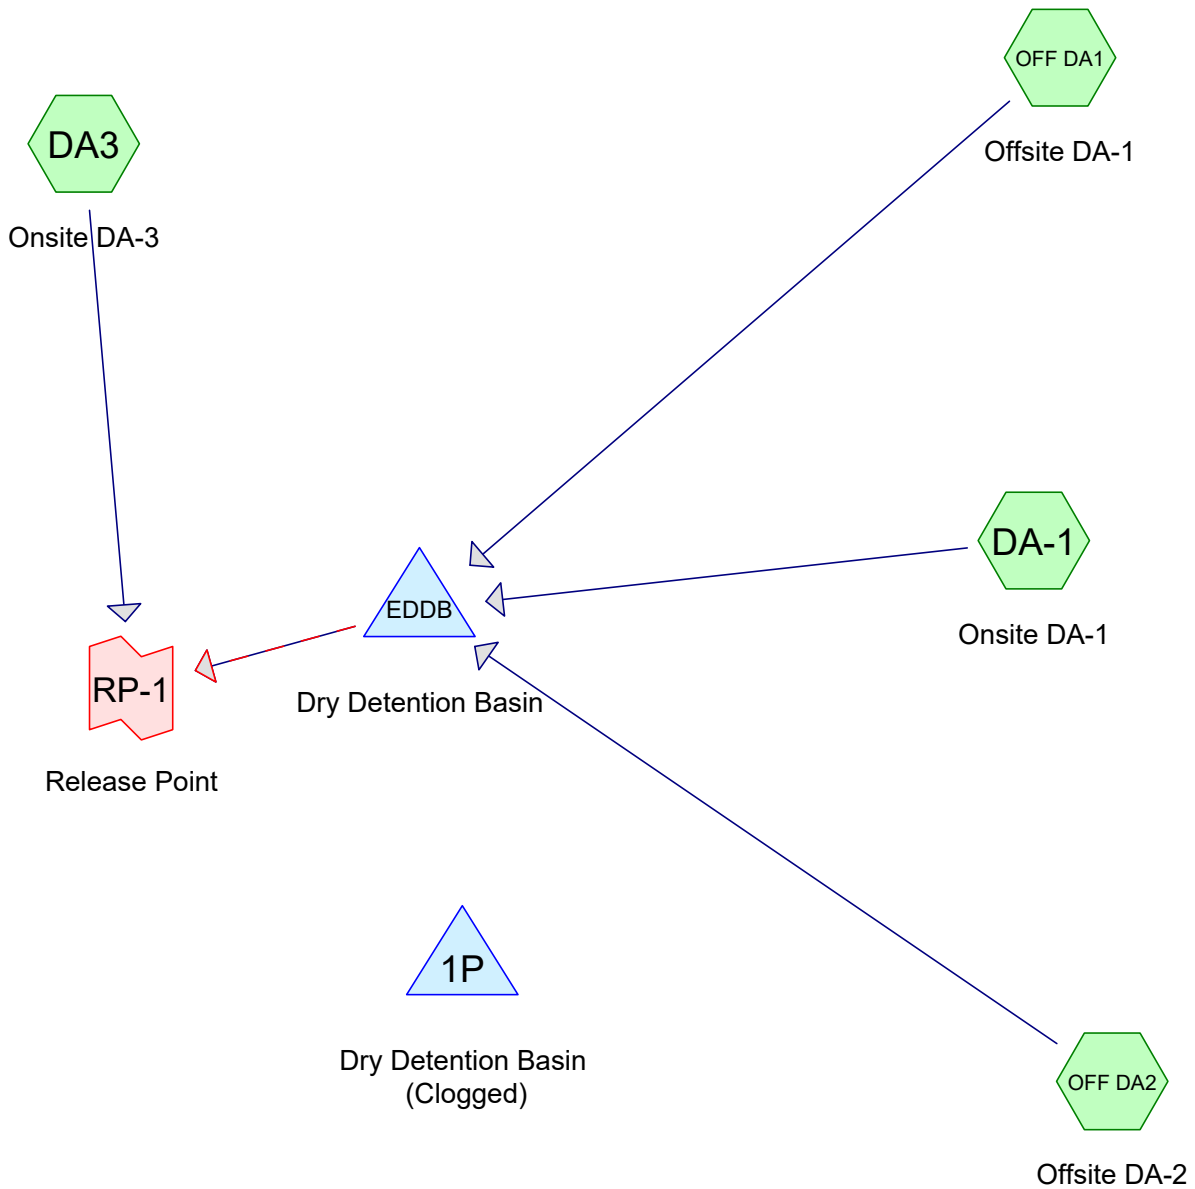 OFF DA1
Offsite DA-1
DA3
Onsite DA-3
DA-1
Onsite DA-1
EDDB
Dry Detention Basin
RP-1
Release Point
1P
Dry Detention Basin
(Clogged)
OFF DA2
Offsite DA-2